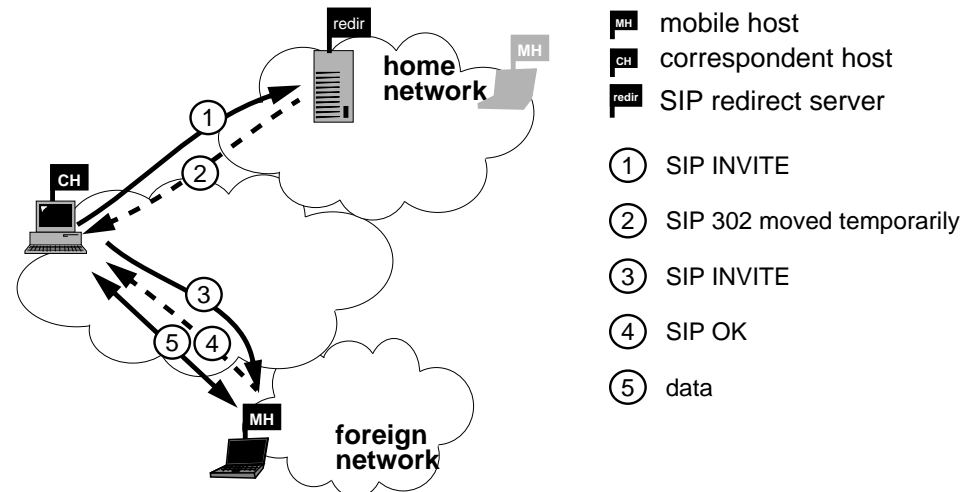 redir
home
network
MH
1
2
CH
3
4
5
MH
foreign
network
MH mobile host
CH correspondent host
redir SIP redirect server
1 SIP INVITE
2 SIP 302 moved temporarily
3 SIP INVITE
4 SIP OK
5 data